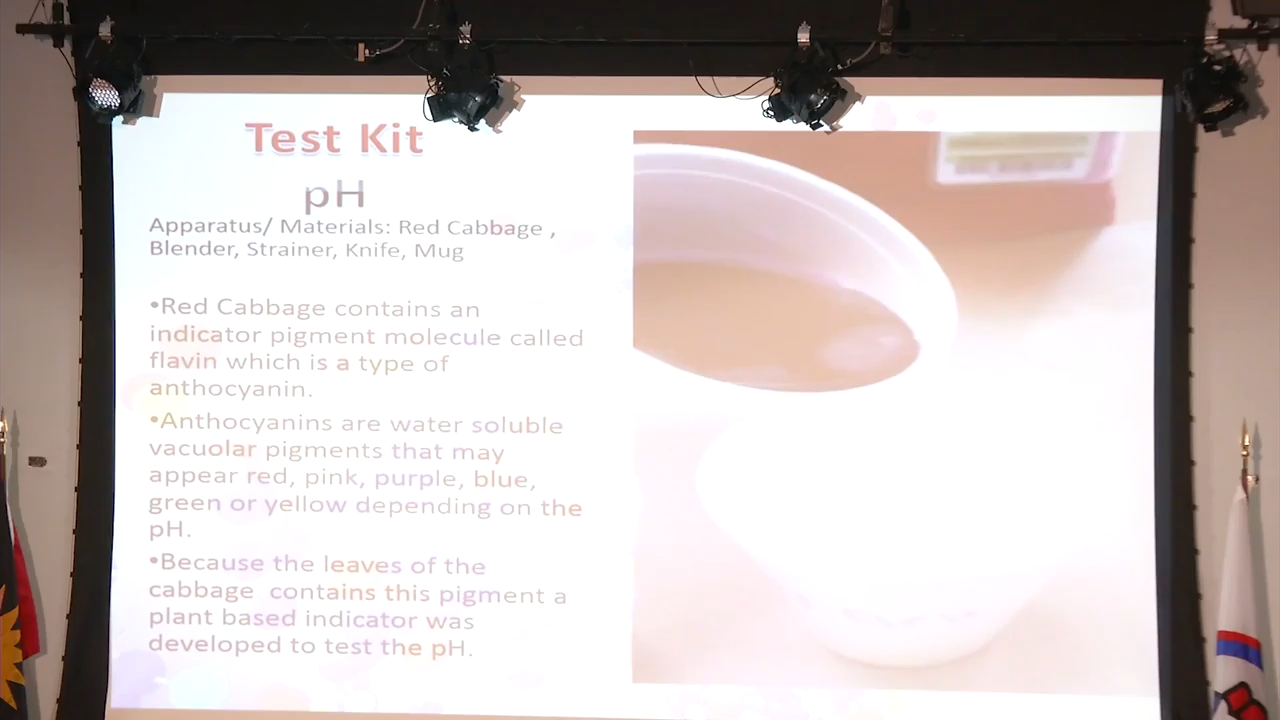 Test Kit
pH
Apparatus/ Materials: Red Cabbage ,
Blender, Strainer, Knife, Mug
•Red Cabbage contains an
indicator pigment molecule called
flavin which is a type of
anthocyanin.
•Anthocyanins are water soluble
vacuolar pigments that may
appear red, pink, purple, blue,
green or yellow depending on the
pH.
•Because the leaves of the
cabbage  contains this pigment a
plant based indicator was
developed to test the pH.